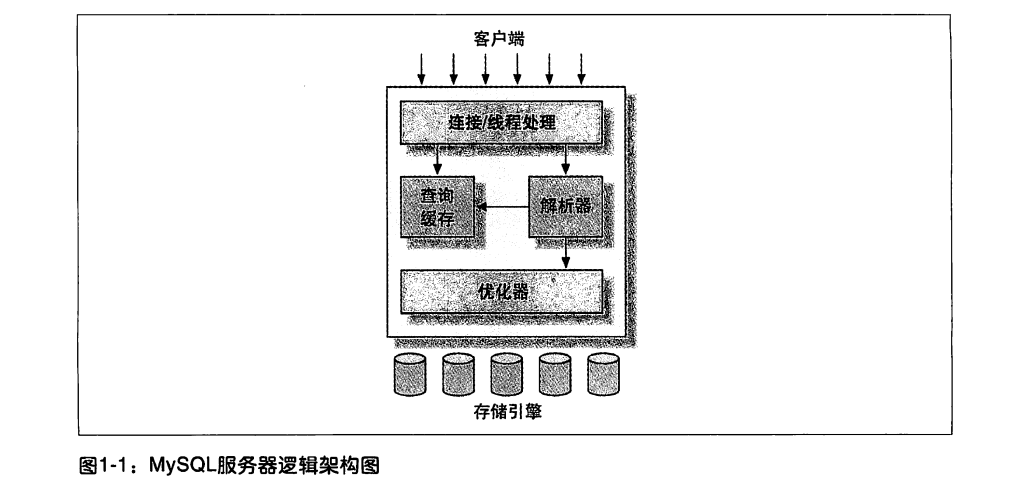 客户端
连接/线程处理
查询
缓存
解析器
优化器
存储引擎
图1-1：MySQL服务器逻辑架构图